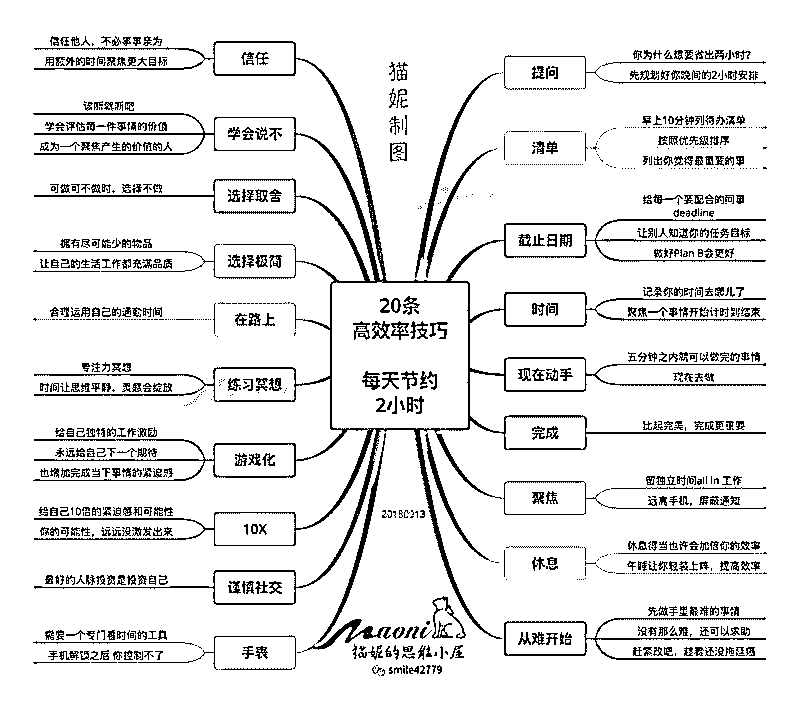 猫妮制图
20条
高效率技巧
每天节约
2小时
提问
你为什么想要省出两小时?
先规划好你晚间的2小时安排
清单
早上10分钟列待办清单
按照优先级排序
列出你觉得最重要的事
截止日期
给每一个要配合的同事
deadline
让别人知道你的任务目标
做好Plan B会更好
时间
记录你的时间去哪儿了
聚焦一个事情开始计时到结束
现在动手
五分钟之内就可以做完的事情
现在去做
完成
比起完美，完成更重要
聚焦
留独立时间all in 工作
远离手机，屏蔽通知
休息
休息得当也许会加倍你的效率
午睡让你轻装上阵，提高效率
从难开始
先做手里最难的事情
没有那么难，还可以求助
赶紧改吧，趁着还没拖延癌
信任
信任他人，不必事事亲为
用额外的时间聚焦更大目标
学会说不
该断就断吧
学会评估每一件事情的价值
成为一个聚焦产生的价值的人
选择取舍
可做可不做时，选择不做
选择极简
拥有尽可能少的物品
让自己的生活工作都充满品质
在路上
合理运用自己的通勤时间
练习冥想
专注力冥想
时间让思维平静，灵感会绽放
游戏化
给自己独特的工作激励
永远给自己下一个期待
也增加完成当下事情的紧迫感
10X
给自己10倍的紧迫感和可能性
你的可能性，远远没激发出来
谨慎社交
最好的人脉投资是投资自己
手表
需要一个专门看时间的工具
手机解锁之后 你控制不了
20180313
Maoni
猫妮的思维小屋
smile42779